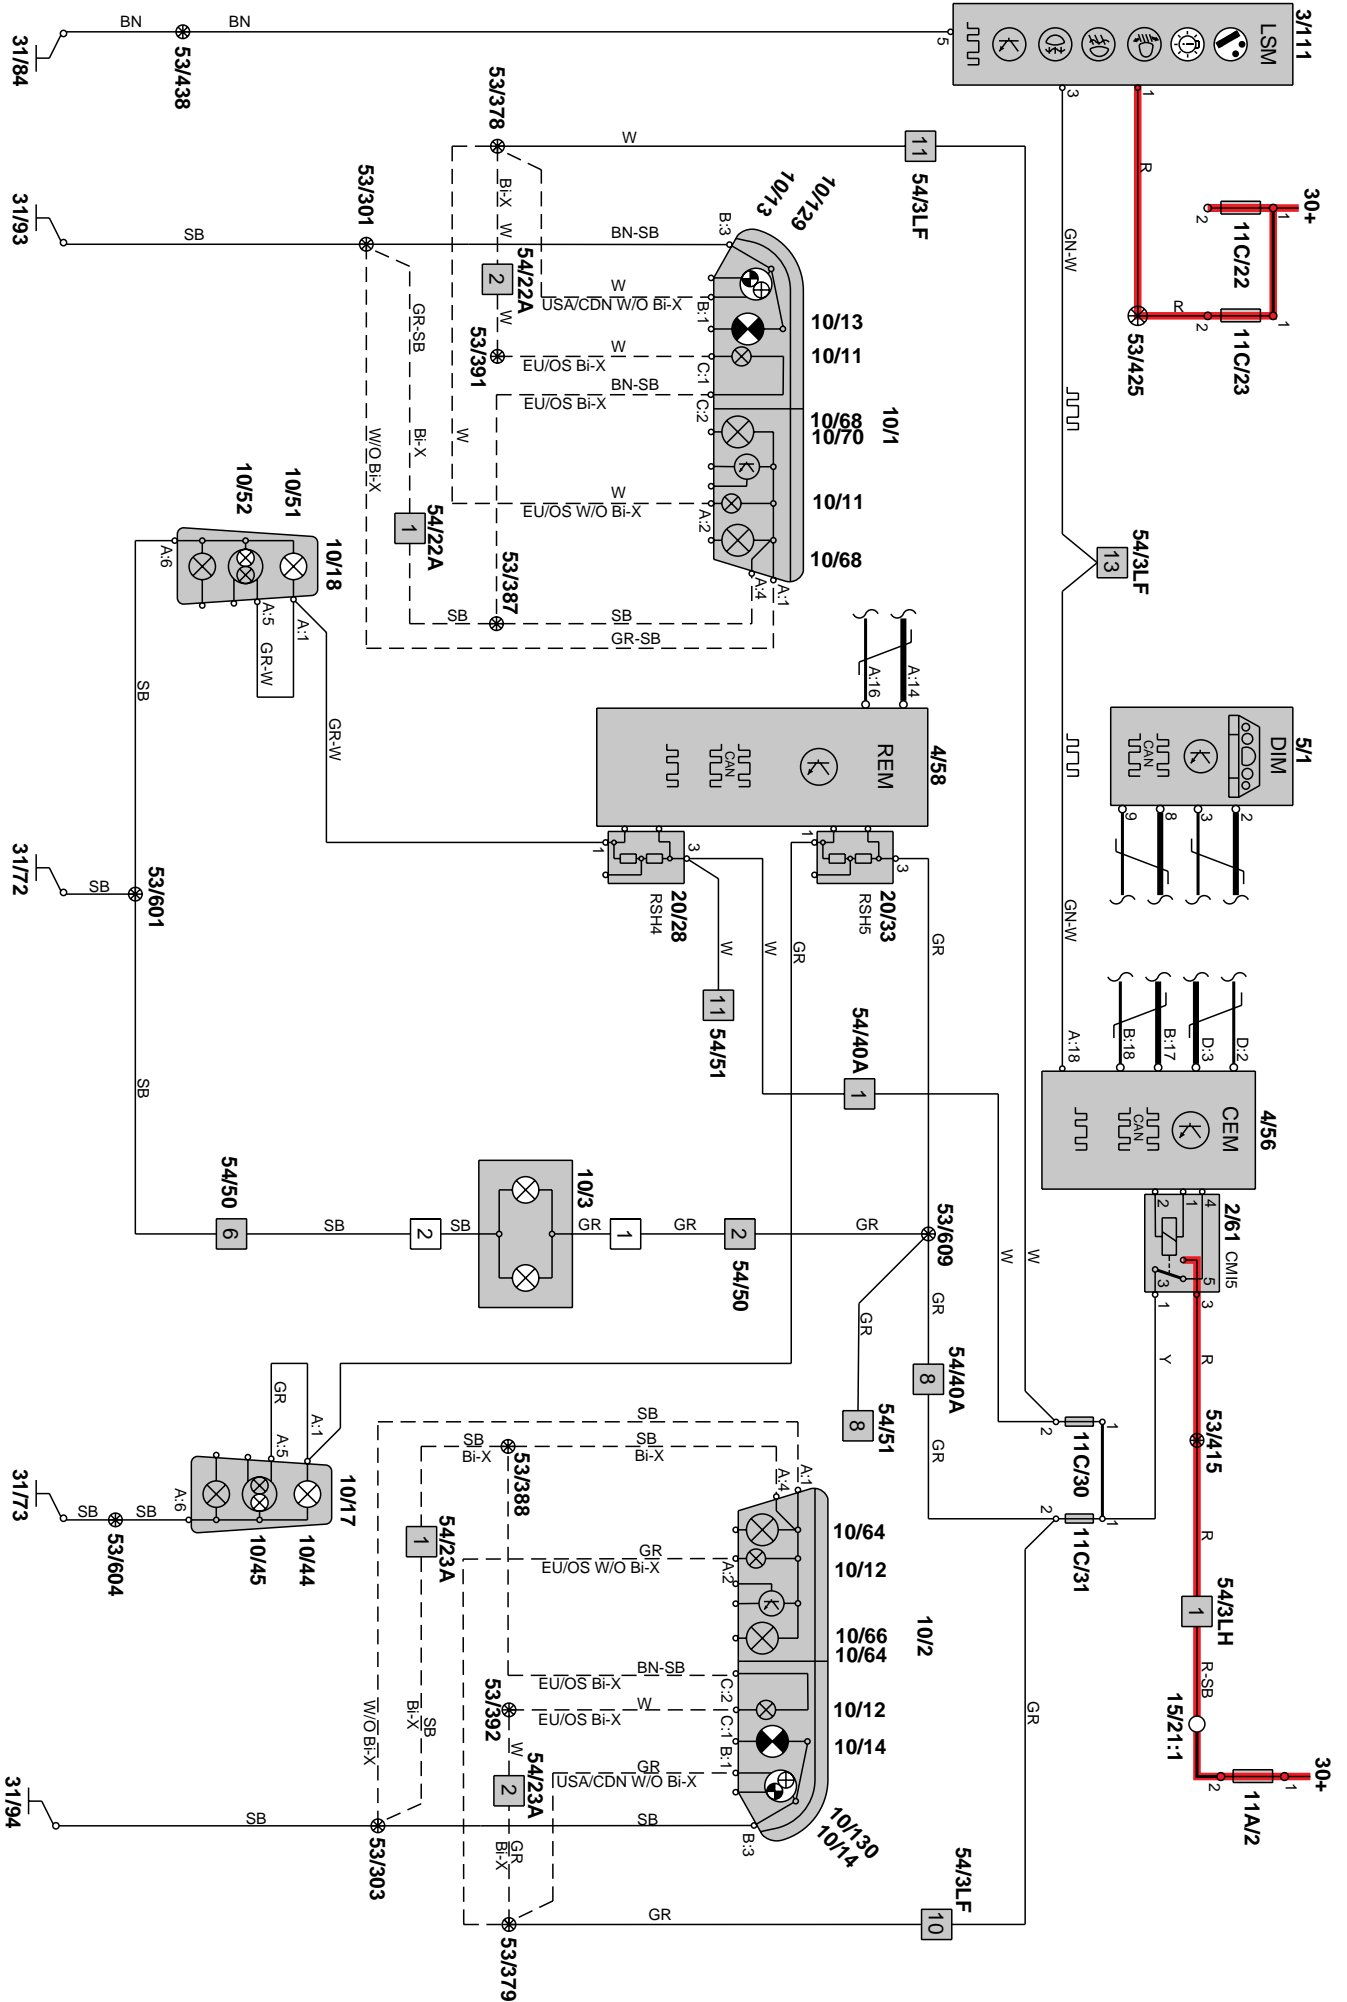 3/111
LSM
5
3
1
BN
BN
53/438
31/84
30+
1
11C/22
2
1
11C/23
2
R
R
53/425
GN-W
54/3LF
13
GN-W
53/378
W
11
54/3LF
Bi-X
W
2
54/22A
W
53/391
W
USA/CDN W/O Bi-X
W
EU/OS Bi-X
BN-SB
EU/OS Bi-X
W
W
EU/OS W/O Bi-X
53/301
SB
BN-SB
31/93
GR-SB
Bi-X
W/O Bi-X
1
54/22A
53/387
SB
SB
GR-SB
10/129
10/13
B:3
B:1
C:1
C:2
A:2
A:4
A:1
10/13
10/11
10/68
10/70
10/11
10/68
10/1
10/18
10/51
10/52
A:6
A:5
A:1
GR-W
GR-W
SB
53/601
SB
31/72
SB
4/58
REM
CAN
A:16
A:14
1
3
20/28
RSH4
1
3
20/33
RSH5
W
11
54/51
W
GR
GR
54/40A
1
5/1
DIM
CAN
9
8
3
2
4/56
CEM
CAN
A:18
B:18
B:17
D:3
D:2
2/61
CMI5
2
1
4
3
5
1
3
Y
R
53/415
R
54/3LH
1
R-SB
15/21:1
2
11A/2
1
30+
W
W
2
11C/30
1
2
11C/31
1
53/609
GR
GR
54/40A
8
GR
GR
8
54/51
GR
2
54/50
GR
1
GR
10/3
SB
2
SB
6
54/50
GR
A:1
A:5
A:6
10/17
10/44
10/45
SB
SB
53/604
31/73
SB
SB
Bi-X
53/388
SB
Bi-X
1
54/23A
A:1
A:4
A:2
C:2
C:1
B:1
B:3
10/64
10/12
10/66
10/64
10/12
10/14
10/130
10/14
10/2
GR
EU/OS W/O Bi-X
BN-SB
EU/OS Bi-X
W
EU/OS Bi-X
53/392
W
2
54/23A
GR
Bi-X
GR
USA/CDN W/O Bi-X
W/O Bi-X
SB
Bi-X
SB
SB
53/303
31/94
53/379
GR
10
54/3LF
GR